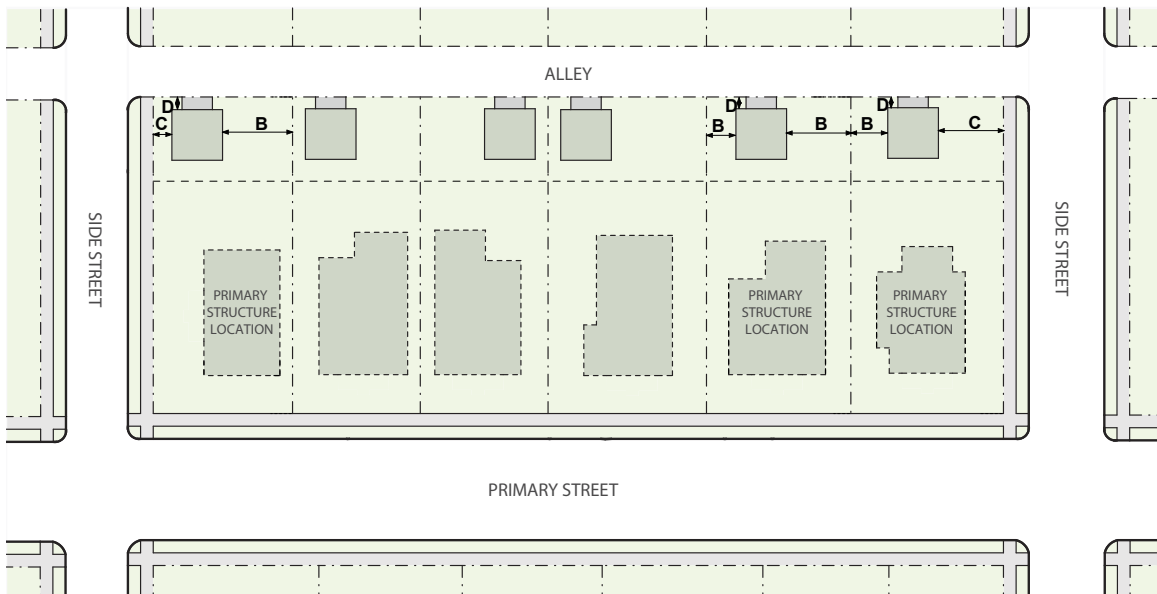 ALLEY
D
C
B
D
B
B
B
D
C
SIDE STREET
SIDE STREET
PRIMARY
STRUCTURE
LOCATION
PRIMARY
STRUCTURE
LOCATION
PRIMARY
STRUCTURE
LOCATION
PRIMARY STREET